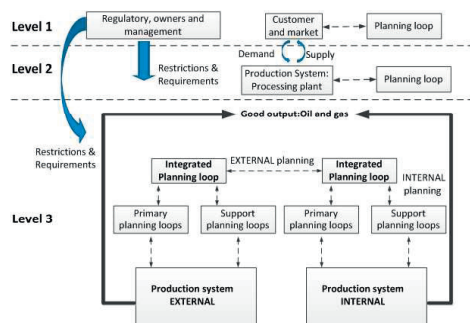 Level 1
Regulatory, owners and
management
Customer
and market
Planning loop
Demand
Supply
Level 2
Restrictions &
Requirements
Production System:
Processing plant
Planning loop
Good output:Oil and gas
Restrictions &
Requirements
Integrated
Planning loop
EXTERNAL planning
Integrated
Planning loop
INTERNAL
planning
Level 3
Primary
planning loops
Support
planning loops
Primary
planning loops
Support
planning loops
Production system
EXTERNAL
Production system
INTERNAL